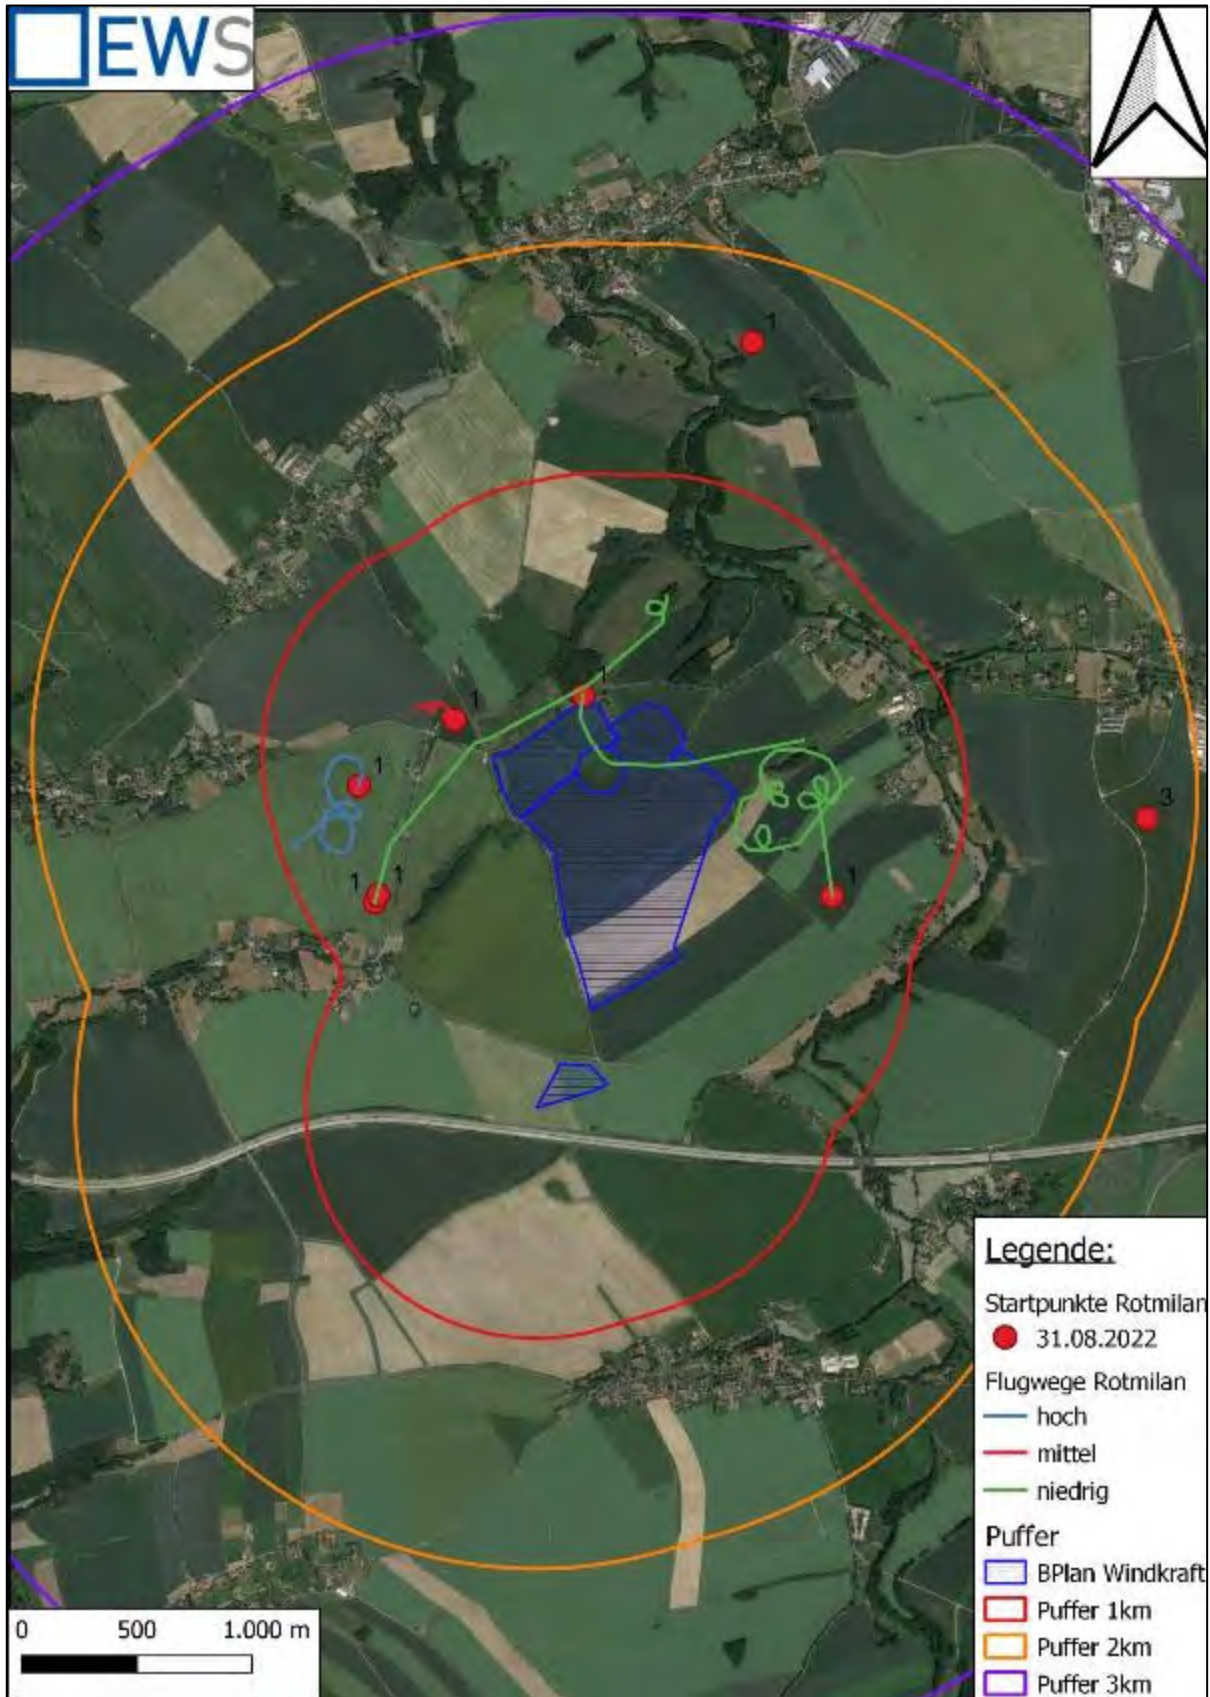 EWS
1
1
1
1
3
1
1
1
Legende:
Startpunkte Rotmilan
31.08.2022
Flugwege Rotmilan
hoch
mittel
niedrig
Puffer
BPlan Windkraft
Puffer 1km
Puffer 2km
Puffer 3km
0 500 1.000 m